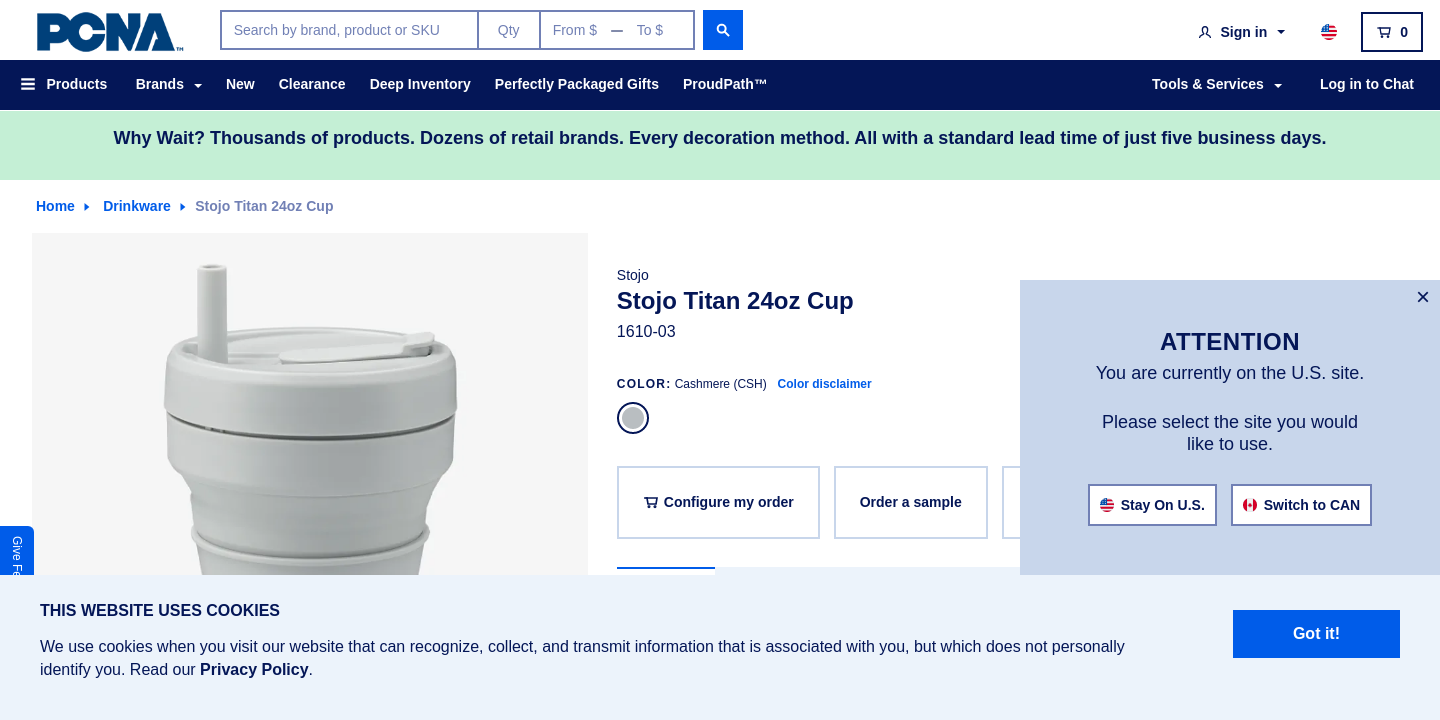 PCNA™
Search by brand, product or SKU
Qty
From $ — To $
Sign in
0
Products
Brands
New
Clearance
Deep Inventory
Perfectly Packaged Gifts
ProudPath™
Tools & Services
Log in to Chat
Why Wait? Thousands of products. Dozens of retail brands. Every decoration method. All with a standard lead time of just five business days.
Home
Drinkware
Stojo Titan 24oz Cup
Stojo
Stojo Titan 24oz Cup
1610-03
COLOR: Cashmere (CSH) Color disclaimer
Configure my order
Order a sample
×
ATTENTION
You are currently on the U.S. site.
Please select the site you would
like to use.
Stay On U.S.
Switch to CAN
Give
THIS WEBSITE USES COOKIES
We use cookies when you visit our website that can recognize, collect, and transmit information that is associated with you, but which does not personally
identify you. Read our Privacy Policy.
Got it!